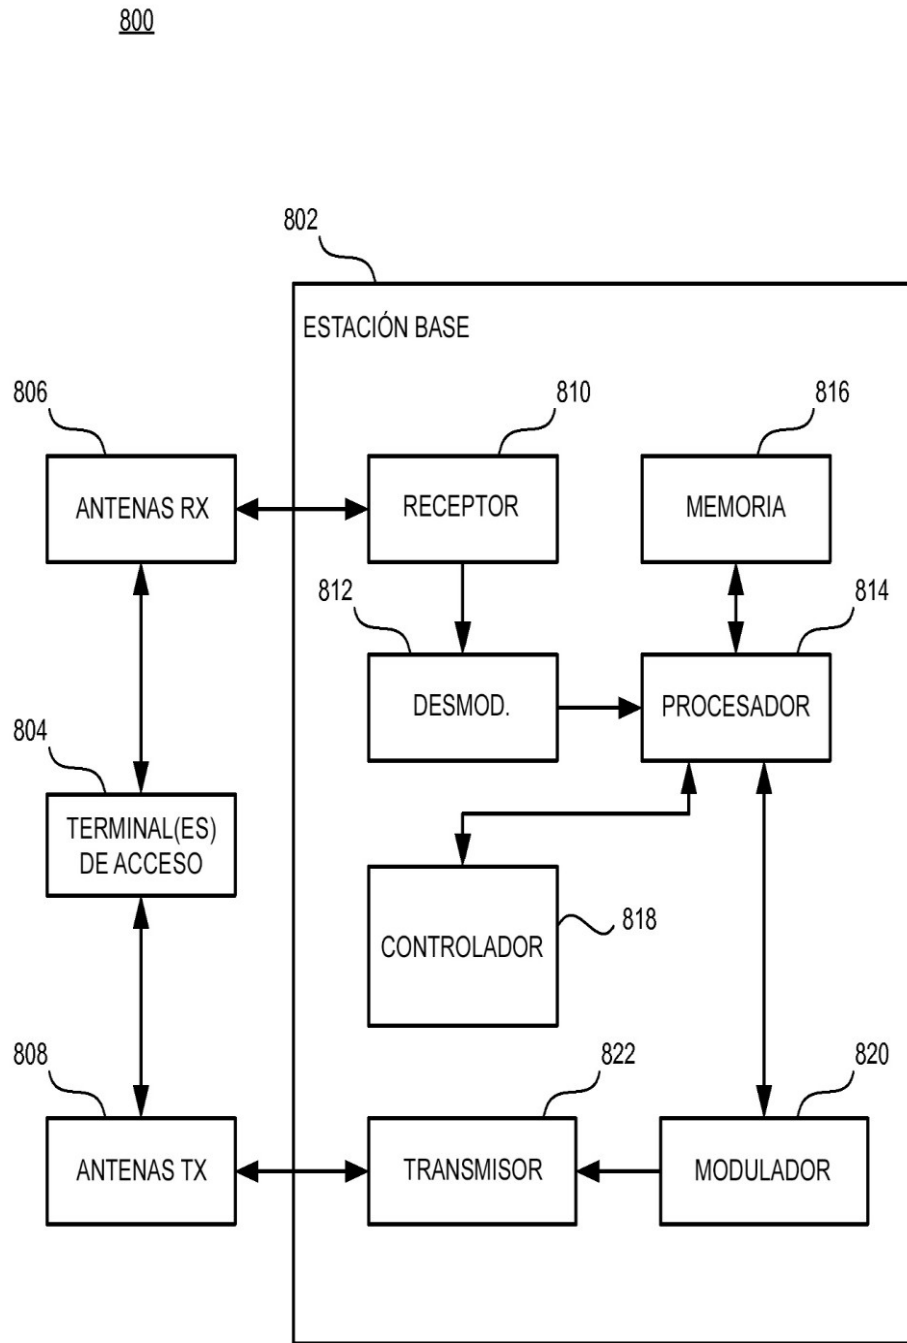 800
802
ESTACIÓN BASE
806
810
816
ANTENAS RX
RECEPTOR
MEMORIA
812
814
DESMOD.
PROCESADOR
804
TERMINAL(ES)
DE ACCESO
CONTROLADOR
818
808
822
820
ANTENAS TX
TRANSMISOR
MODULADOR